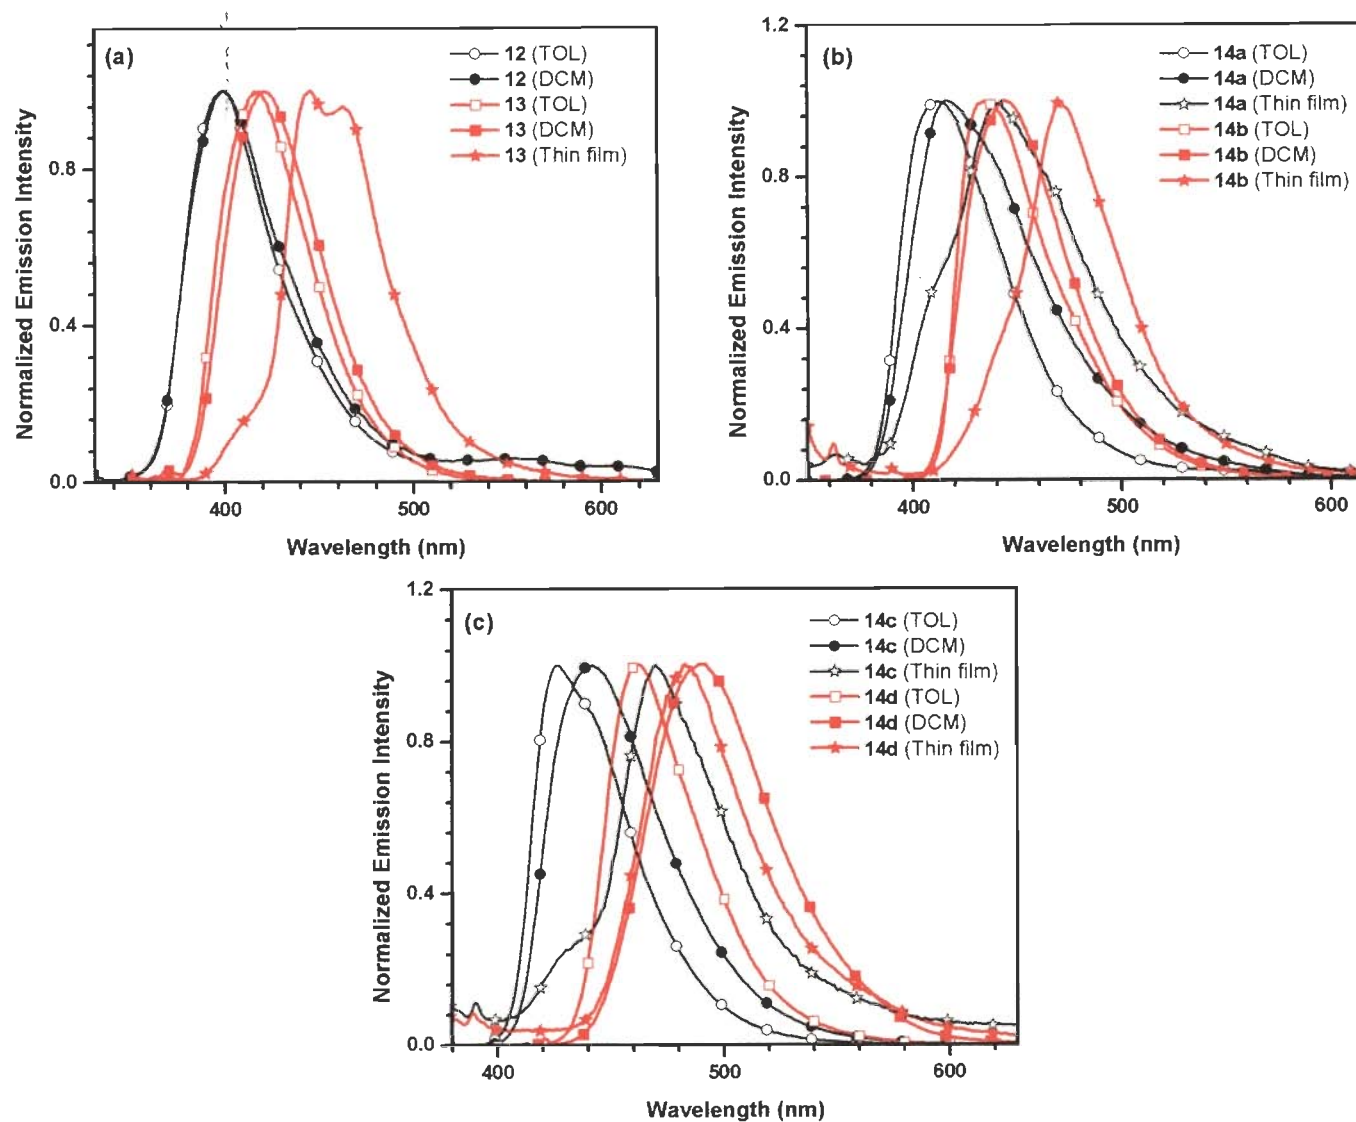 (a)
12 (TOL)
12 (DCM)
13 (TOL)
13 (DCM)
13 (Thin film)
Normalized Emission Intensity
0.8
0.4
0.0
400
500
600
Wavelength (nm)
(b)
14a (TOL)
14a (DCM)
14a (Thin film)
14b (TOL)
14b (DCM)
14b (Thin film)
Normalized Emission Intensity
1.2
0.8
0.4
0.0
400
500
600
Wavelength (nm)
(c)
14c (TOL)
14c (DCM)
14c (Thin film)
14d (TOL)
14d (DCM)
14d (Thin film)
Normalized Emission Intensity
1.2
0.8
0.4
0.0
400
500
600
Wavelength (nm)